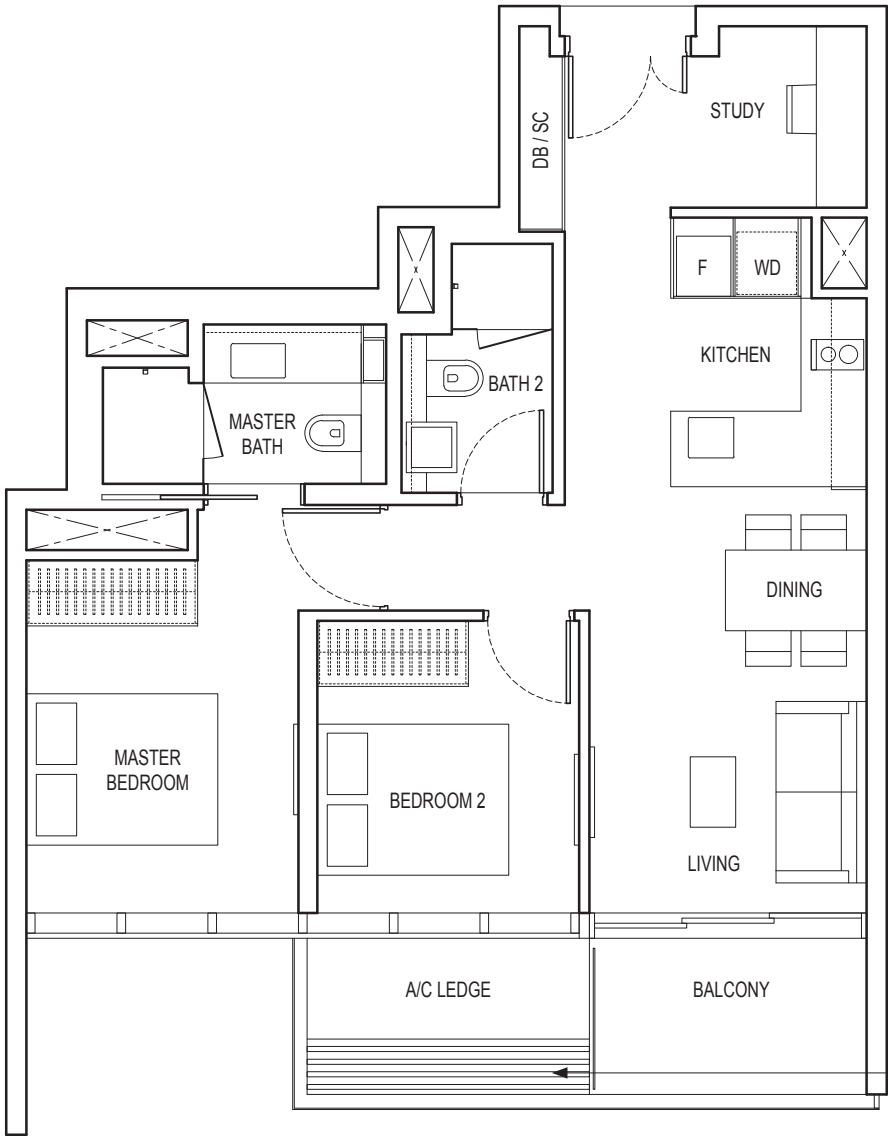 STUDY
DB / SC
F
WD
KITCHEN
BATH 2
MASTER
BATH
DINING
MASTER
BEDROOM
BEDROOM 2
LIVING
A/C LEDGE
BALCONY